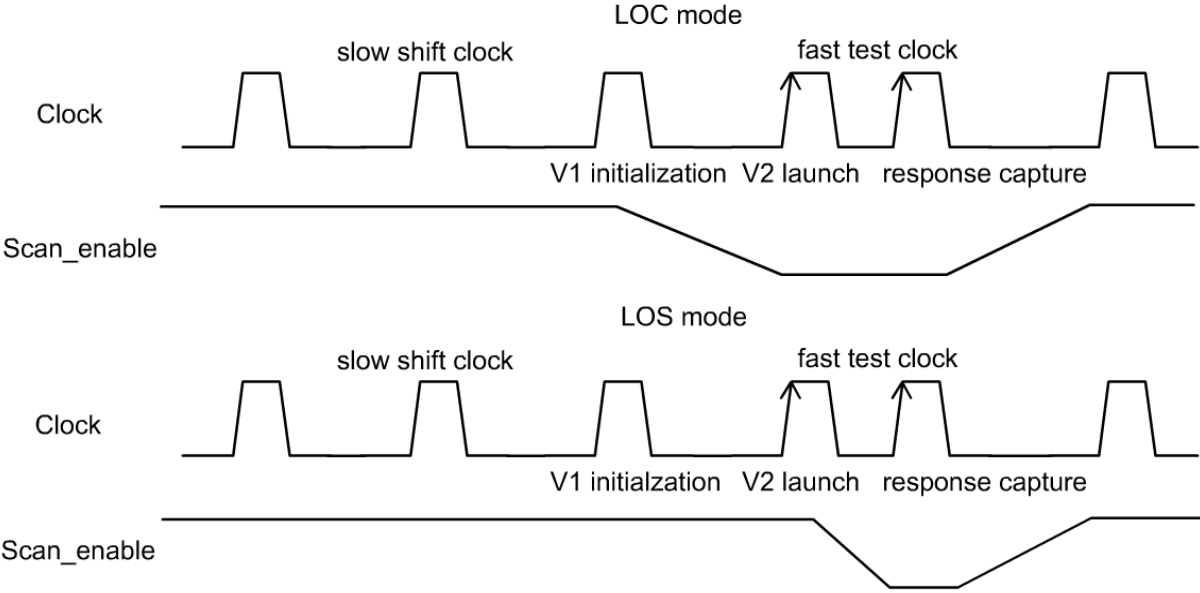 LOC mode
slow shift clock
fast test clock
Clock
V1 initialization
V2 launch
response capture
Scan_enable
LOS mode
slow shift clock
fast test clock
Clock
V1 initialzation
V2 launch
response capture
Scan_enable